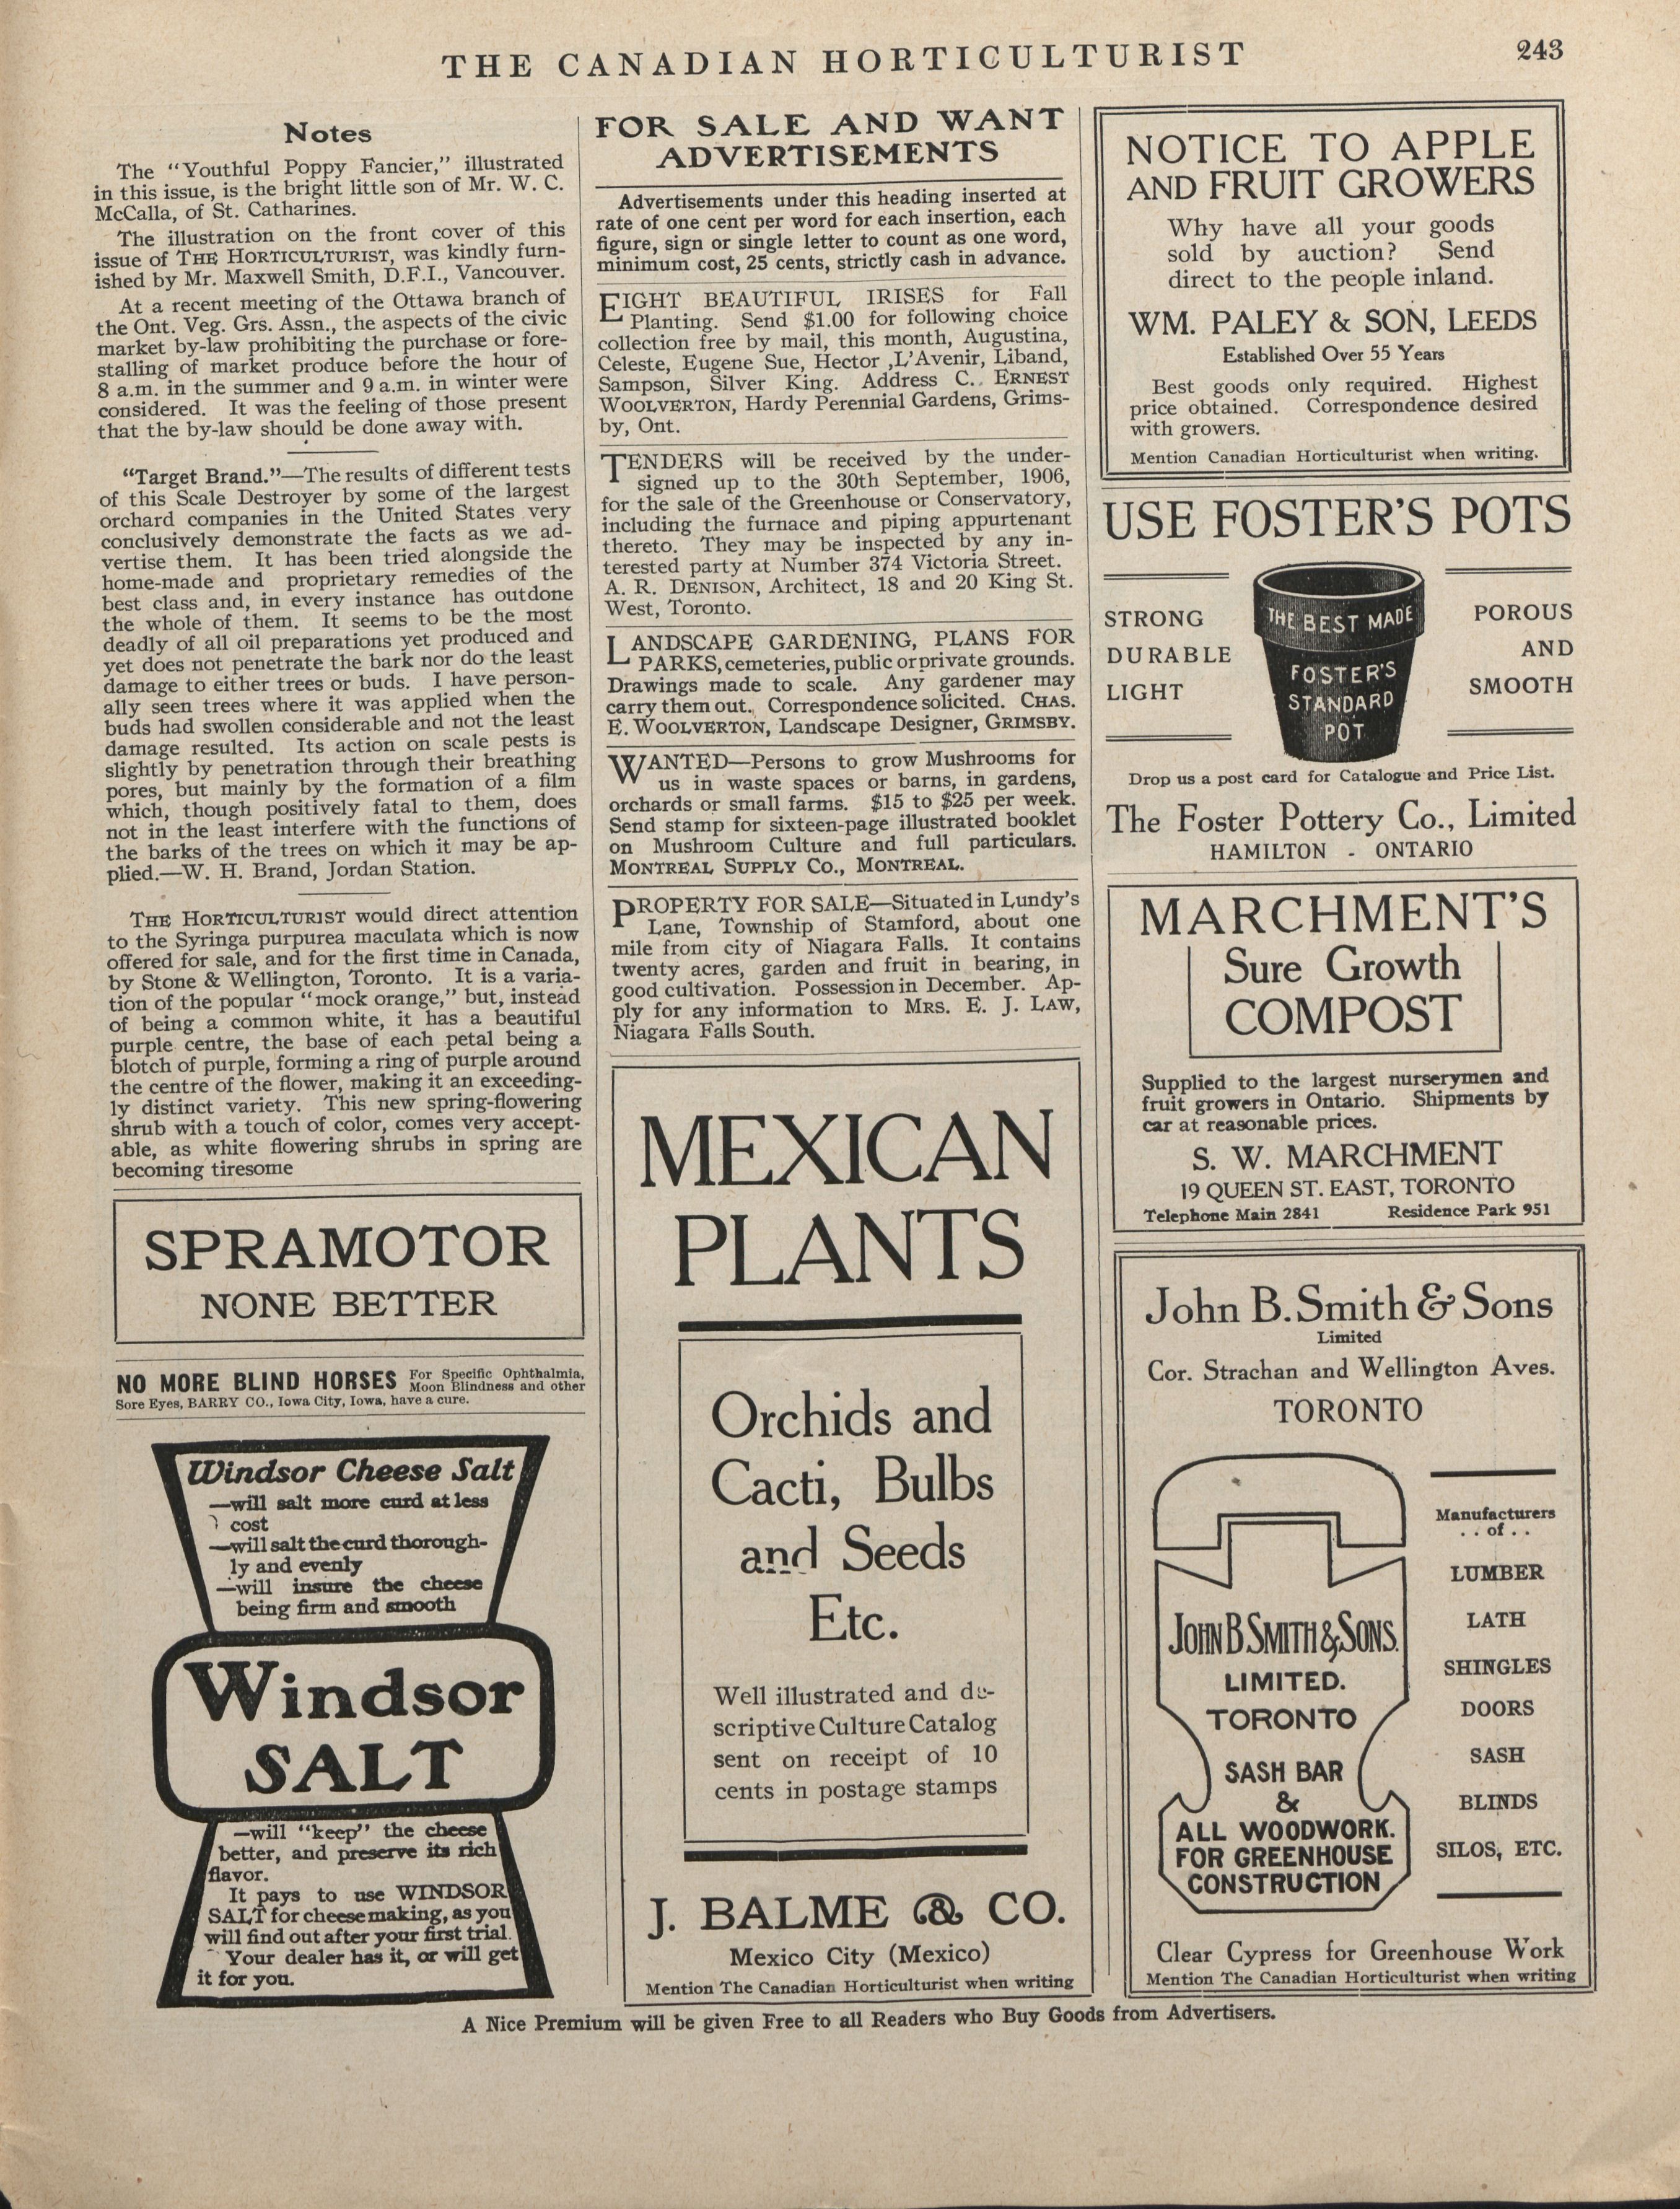 THE CANADIAN HORTICULTURIST
243
Notes
The "Youthful Poppy Fancier," illustrated
in this issue, is the bright little son of Mr. W. C.
McCalla, of St. Catharines.
The illustration on the front cover of this
issue of THE HORTICULTURIST, was kindly furn-
ished by Mr. Maxwell Smith, D.F.I., Vancouver.
At a recent meeting of the Ottawa branch of
the Ont. Veg. Grs. Assn., the aspects of the civic
market by-law prohibiting the purchase or fore-
stalling of market produce before the hour of
8 a.m. in the summer and 9 a.m. in winter were
considered. It was the feeling of those present
that the by-law should be done away with.
"Target Brand."—The results of different tests
of this Scale Destroyer by some of the largest
orchard companies in the United States very
conclusively demonstrate the facts as we ad-
vertise them. It has been tried alongside the
home-made and proprietary remedies of the
best class and, in every instance has outdone
the whole of them. It seems to be the most
deadly of all oil preparations yet produced and
yet does not penetrate the bark nor do the least
damage to either trees or buds. I have person-
ally seen trees where it was applied when the
buds had swollen considerable and not the least
damage resulted. Its action on scale pests is
slightly by penetration through their breathing
pores, but mainly by the formation of a film
which, though positively fatal to them, does
not in the least interfere with the functions of
the barks of the trees on which it may be ap-
plied.—W. H. Brand, Jordan Station.
THE HORTICULTURIST would direct attention
to the Syringa purpurea maculata which is now
offered for sale, and for the first time in Canada,
by Stone & Wellington, Toronto. It is a varia-
tion of the popular "mock orange," but, instead
of being a common white, it has a beautiful
purple centre, the base of each petal being a
blotch of purple, forming a ring of purple around
the centre of the flower, making it an exceeding-
ly distinct variety. This new spring-flowering
shrub with a touch of color, comes very accept-
able, as white flowering shrubs in spring are
becoming tiresome
SPRAMOTOR
NONE BETTER
NO MORE BLIND HORSES For Specific Ophthalmia,
Moon Blindness and other
Sore Eyes, BARRY CO., Iowa City, Iowa, have a cure.
Windsor Cheese Salt
—will salt more curd at less
cost
—will salt the curd thorough-
ly and evenly
—will insure the cheese
being firm and smooth
Windsor
SALT
—will "keep" the cheese
better, and preserve its rich
flavor.
It pays to use WINDSOR
SALT for cheesemaking, as you
will find out after your first trial.
Your dealer has it, or will get
it for you.
FOR SALE AND WANT
ADVERTISEMENTS
Advertisements under this heading inserted at
rate of one cent per word for each insertion, each
figure, sign or single letter to count as one word,
minimum cost, 25 cents, strictly cash in advance.
EIGHT BEAUTIFUL IRISES for Fall
Planting. Send $1.00 for following choice
collection free by mail, this month, Augustina,
Celeste, Eugene Sue, Hector ,L'Avenir, Liband,
Sampson, Silver King. Address C. ERNEST
WOOLVERTON, Hardy Perennial Gardens, Grims-
by, Ont.
TENDERS will be received by the under-
signed up to the 30th September, 1906,
for the sale of the Greenhouse or Conservatory,
including the furnace and piping appurtenant
thereto. They may be inspected by any in-
terested party at Number 374 Victoria Street.
A. R. DENISON, Architect, 18 and 20 King St.
West, Toronto.
LANDSCAPE GARDENING, PLANS FOR
PARKS, cemeteries, public or private grounds.
Drawings made to scale. Any gardener may
carry them out. Correspondence solicited. CHAS.
E. WOOLVERTON, Landscape Designer, GRIMSBY.
WANTED—Persons to grow Mushrooms for
us in waste spaces or barns, in gardens,
orchards or small farms. $15 to $25 per week.
Send stamp for sixteen-page illustrated booklet
on Mushroom Culture and full particulars.
MONTREAL SUPPLY CO., MONTREAL.
PROPERTY FOR SALE—Situated in Lundy's
Lane, Township of Stamford, about one
mile from city of Niagara Falls. It contains
twenty acres, garden and fruit in bearing, in
good cultivation. Possession in December. Ap-
ply for any information to MRS. E. J. LAW,
Niagara Falls South.
MEXICAN
PLANTS
Orchids and
Cacti, Bulbs
and Seeds
Etc.
Well illustrated and de-
scriptive Culture Catalog
sent on receipt of 10
cents in postage stamps
J. BALME & CO.
Mexico City (Mexico)
Mention The Canadian Horticulturist when writing
NOTICE TO APPLE
AND FRUIT GROWERS
Why have all your goods
sold by auction? Send
direct to the people inland.
WM. PALEY & SON, LEEDS
Established Over 55 Years
Best goods only required. Highest
price obtained. Correspondence desired
with growers.
Mention Canadian Horticulturist when writing.
USE FOSTER'S POTS
STRONG
DURABLE
LIGHT
THE BEST MADE
FOSTER'S
STANDARD
POT
POROUS
AND
SMOOTH
Drop us a post card for Catalogue and Price List.
The Foster Pottery Co., Limited
HAMILTON - ONTARIO
MARCHMENT'S
Sure Growth
COMPOST
Supplied to the largest nurserymen and
fruit growers in Ontario. Shipments by
car at reasonable prices.
S. W. MARCHMENT
19 QUEEN ST. EAST, TORONTO
Telephone Main 2841 Residence Park 951
John B. Smith & Sons
Limited
Cor. Strachan and Wellington Aves.
TORONTO
JOHN B SMITH & SONS.
LIMITED.
TORONTO
SASH BAR
&
ALL WOODWORK.
FOR GREENHOUSE
CONSTRUCTION
Manufacturers
. . of . .
LUMBER
LATH
SHINGLES
DOORS
SASH
BLINDS
SILOS, ETC.
Clear Cypress for Greenhouse Work
Mention The Canadian Horticulturist when writing
A Nice Premium will be given Free to all Readers who Buy Goods from Advertisers.